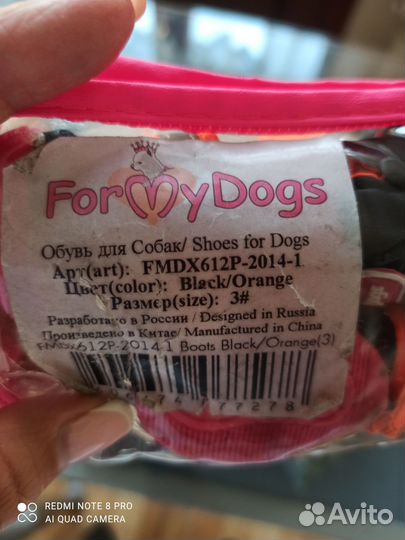 ForMyDogs
Обувь для Собак/ Shoes for Dogs
Арт(art): FMDX612P-2014-1
Цвет(color): Black/Orange
Размер(size): 3#
Разработано в России / Designed in Russia
Произведено в Китае/ Manufactured in China
FMDX612P-2014-1 Boots Black/Orange(3)
77278
REDMI NOTE 8 PRO
AI QUAD CAMERA
Avito